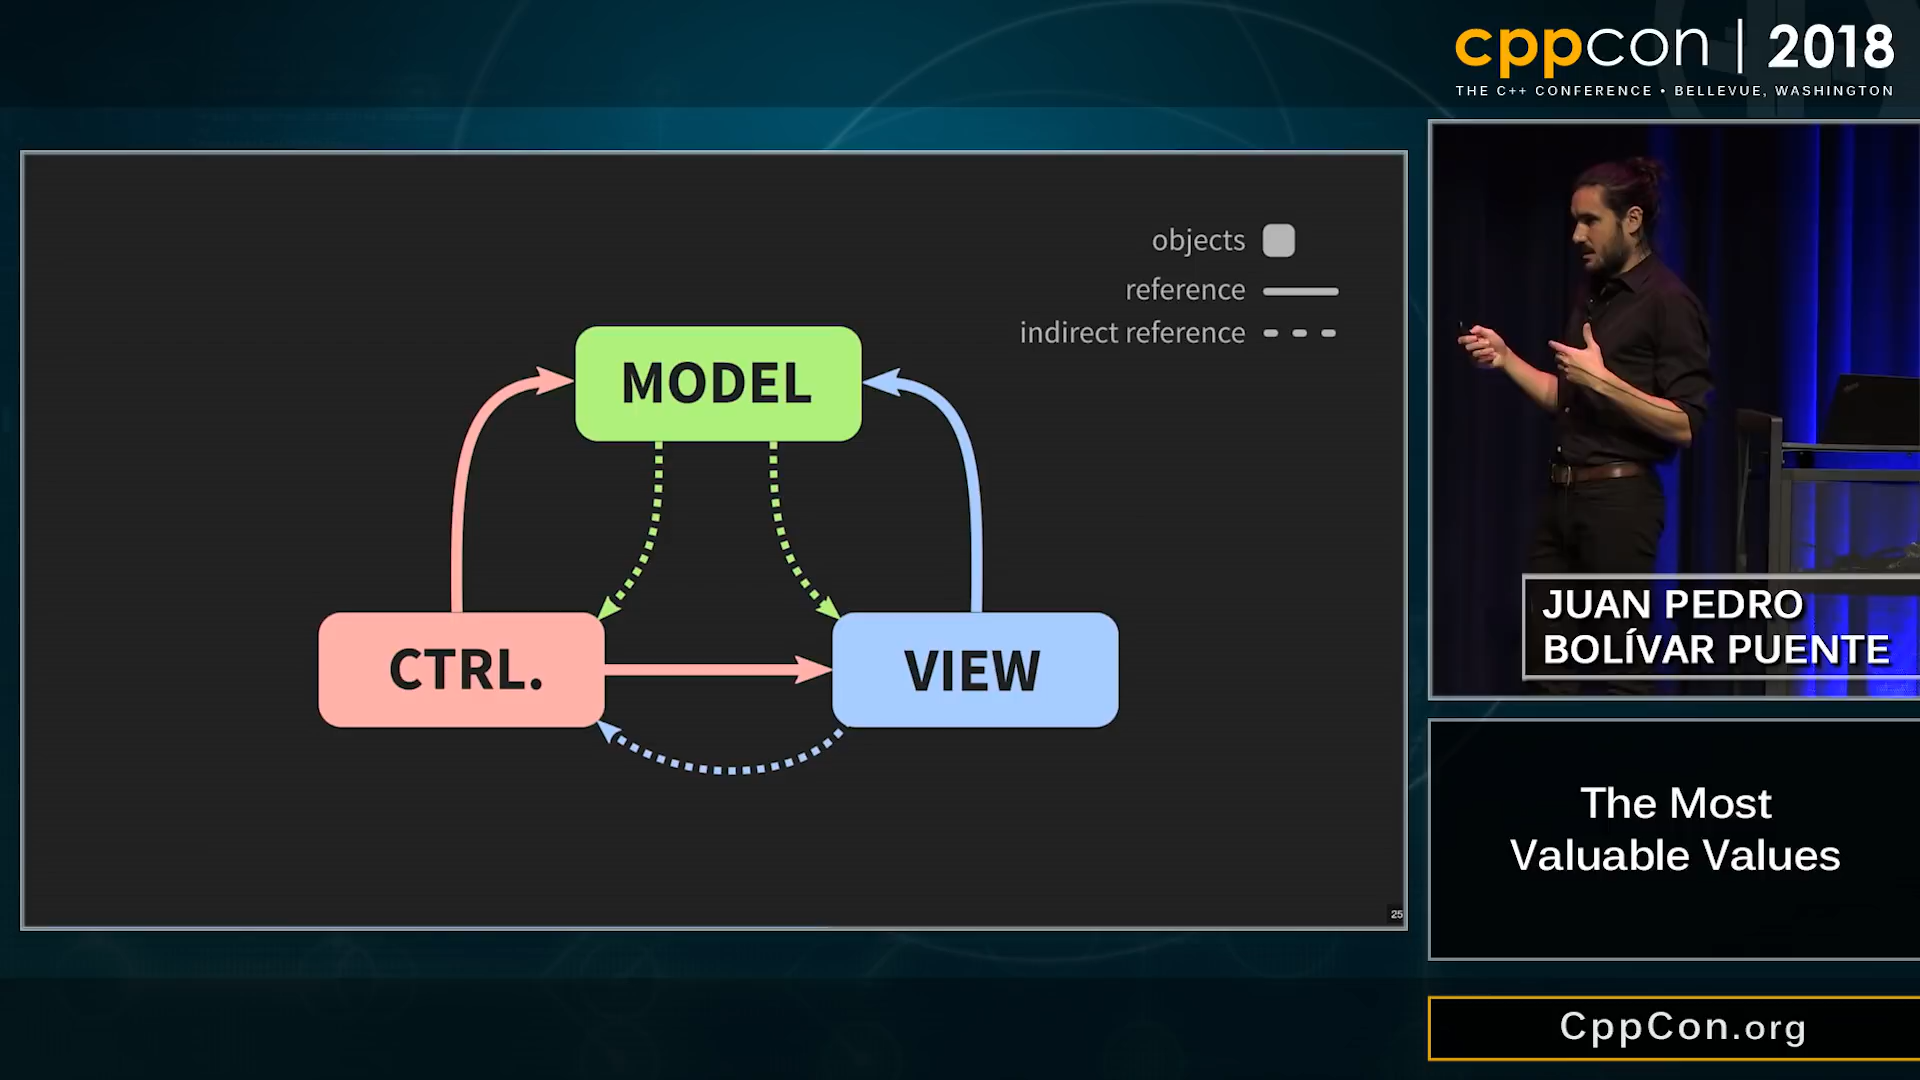 cppcon | 2018
THE C++ CONFERENCE • BELLEVUE, WASHINGTON
objects
reference
indirect reference
MODEL
CTRL.
VIEW
25
JUAN PEDRO
BOLÍVAR PUENTE
The Most
Valuable Values
CppCon.org